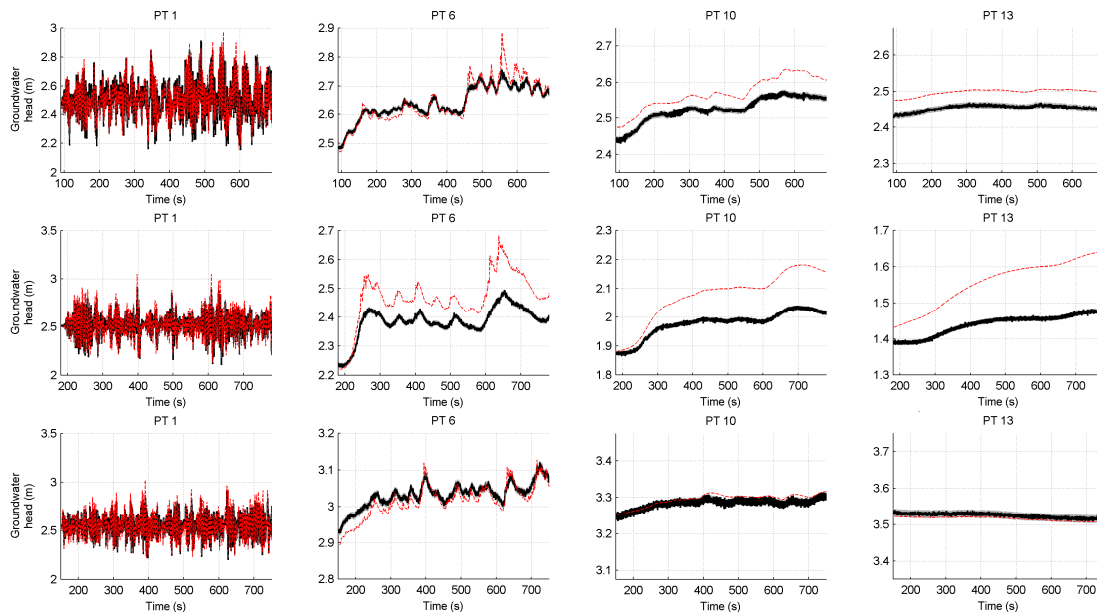 PT 1
PT 6
PT 10
PT 13
Groundwater
head (m)
3
2.8
2.6
2.4
2.2
2
100 200 300 400 500 600
Time (s)
2.9
2.8
2.7
2.6
2.5
100 200 300 400 500 600
Time (s)
2.7
2.6
2.5
2.4
100 200 300 400 500 600
Time (s)
2.6
2.5
2.4
2.3
100 200 300 400 500 600
Time (s)
PT 1
PT 6
PT 10
PT 13
Groundwater
head (m)
3.5
3
2.5
2
200 300 400 500 600 700
Time (s)
2.7
2.6
2.5
2.4
2.3
2.2
200 300 400 500 600 700
Time (s)
2.3
2.2
2.1
2
1.9
1.8
200 300 400 500 600 700
Time (s)
1.7
1.6
1.5
1.4
1.3
200 300 400 500 600 700
Time (s)
PT 1
PT 6
PT 10
PT 13
Groundwater
head (m)
3.5
3
2.5
2
200 300 400 500 600 700
Time (s)
3.2
3.1
3
2.9
2.8
200 300 400 500 600 700
Time (s)
3.4
3.3
3.2
3.1
200 300 400 500 600 700
Time (s)
3.7
3.6
3.5
3.4
200 300 400 500 600 700
Time (s)